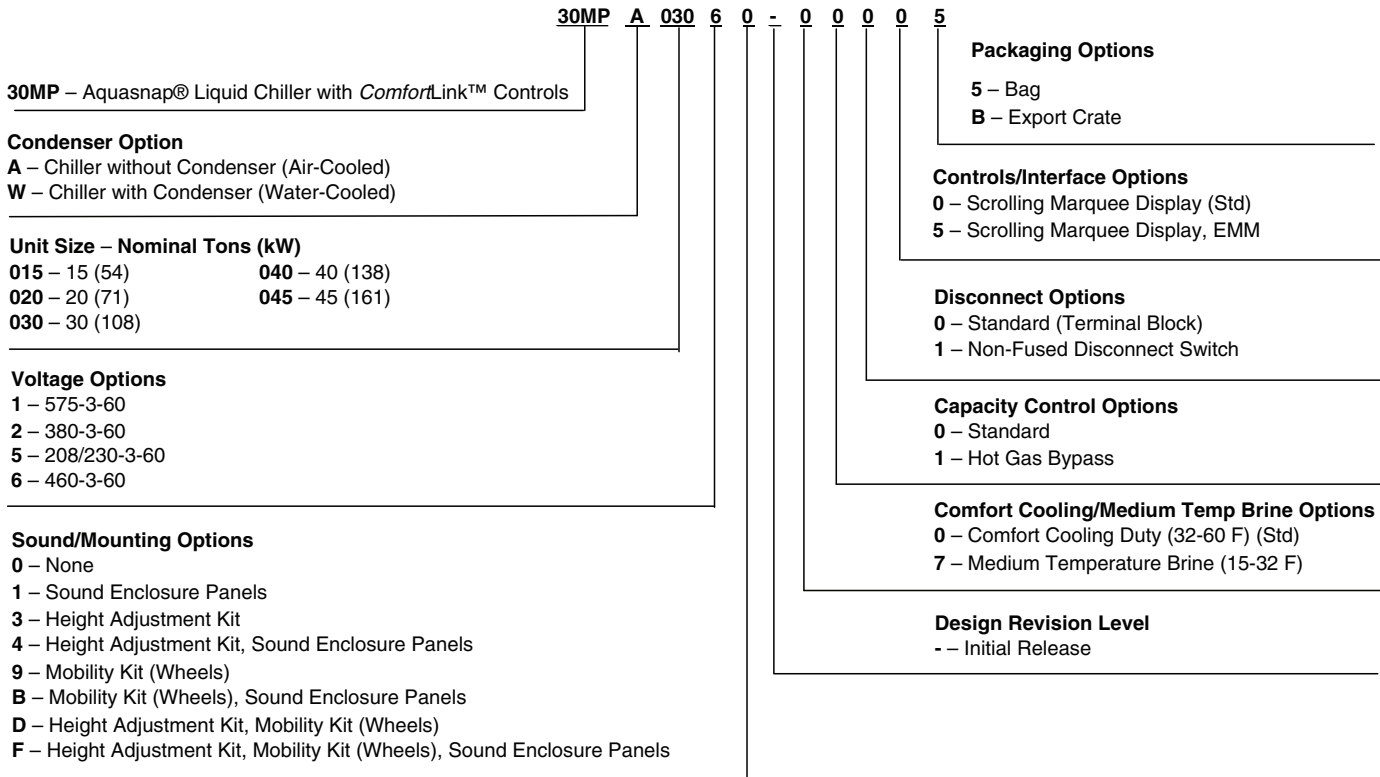 30MP A 030 6 0 - 0 0 0 0 5
30MP – Aquasnap® Liquid Chiller with ComfortLink™ Controls
Condenser Option
A – Chiller without Condenser (Air-Cooled)
W – Chiller with Condenser (Water-Cooled)
Unit Size – Nominal Tons (kW)
015 – 15 (54) 040 – 40 (138)
020 – 20 (71) 045 – 45 (161)
030 – 30 (108)
Voltage Options
1 – 575-3-60
2 – 380-3-60
5 – 208/230-3-60
6 – 460-3-60
Sound/Mounting Options
0 – None
1 – Sound Enclosure Panels
3 – Height Adjustment Kit
4 – Height Adjustment Kit, Sound Enclosure Panels
9 – Mobility Kit (Wheels)
B – Mobility Kit (Wheels), Sound Enclosure Panels
D – Height Adjustment Kit, Mobility Kit (Wheels)
F – Height Adjustment Kit, Mobility Kit (Wheels), Sound Enclosure Panels
Packaging Options
5 – Bag
B – Export Crate
Controls/Interface Options
0 – Scrolling Marquee Display (Std)
5 – Scrolling Marquee Display, EMM
Disconnect Options
0 – Standard (Terminal Block)
1 – Non-Fused Disconnect Switch
Capacity Control Options
0 – Standard
1 – Hot Gas Bypass
Comfort Cooling/Medium Temp Brine Options
0 – Comfort Cooling Duty (32-60 F) (Std)
7 – Medium Temperature Brine (15-32 F)
Design Revision Level
- – Initial Release